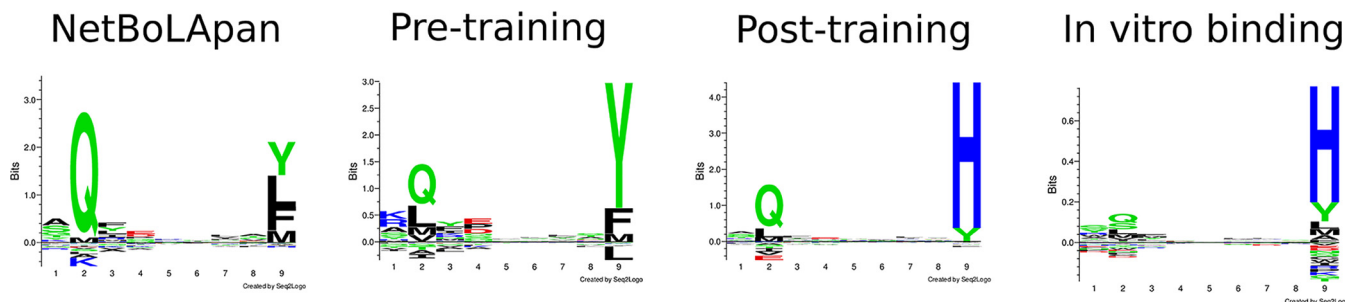 NetBoLApan
Pre-training
Post-training
In vitro binding
Bits
3.0
2.0
1.0
0.0
Q
Y
L
F
M
A
K
1 2 3 4 5 6 7 8 9
Created by Seq2Logo
Bits
3.0
2.5
2.0
1.5
1.0
0.5
0.0
Q
L
Y
F
M
L
1 2 3 4 5 6 7 8 9
Created by Seq2Logo
Bits
4.0
3.0
2.0
1.0
0.0
Q
L
H
Y
1 2 3 4 5 6 7 8 9
Created by Seq2Logo
Bits
0.6
0.4
0.2
0.0
Q
H
Y
1 2 3 4 5 6 7 8 9
Created by Seq2Logo